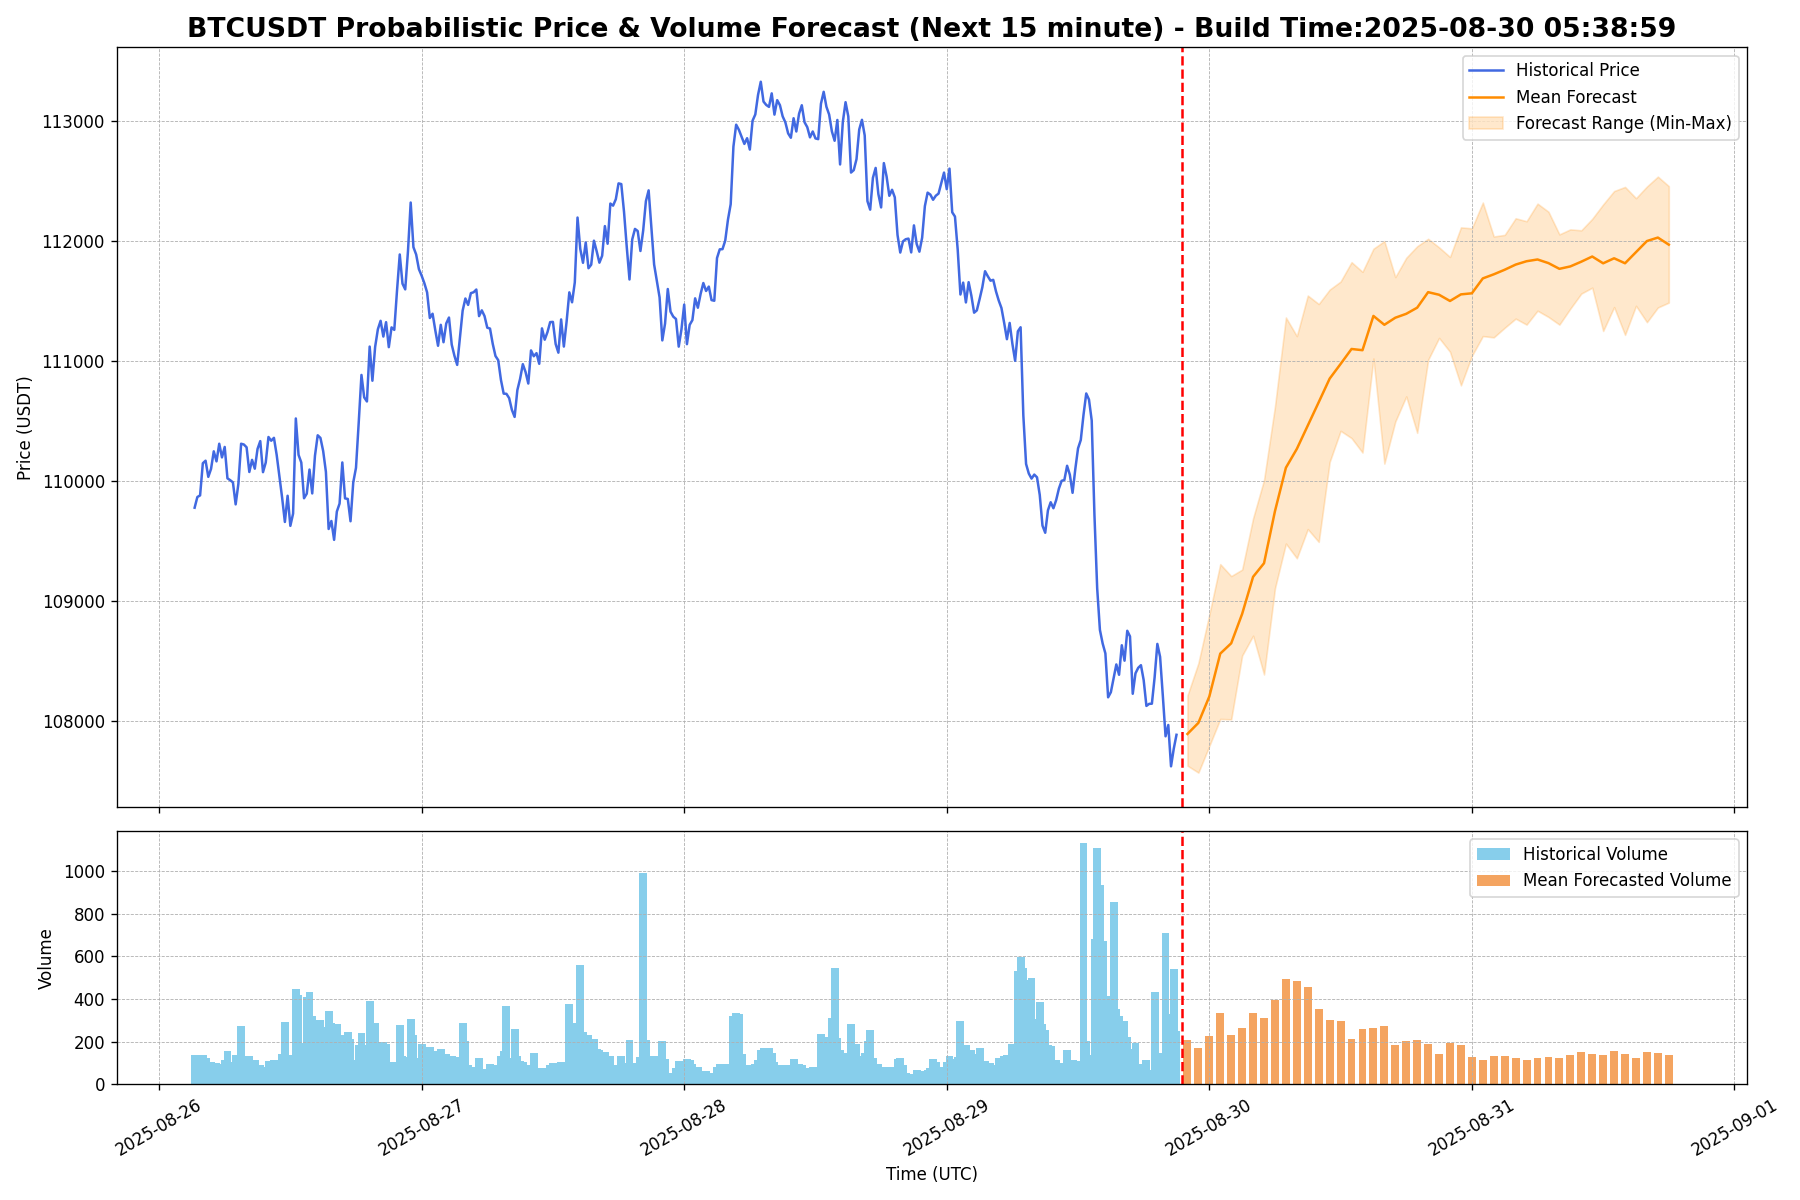 BTCUSDT Probabilistic Price & Volume Forecast (Next 15 minute) - Build Time:2025-08-30 05:38:59
Historical Price
Mean Forecast
Forecast Range (Min-Max)
Price (USDT)
113000
112000
111000
110000
109000
108000
Historical Volume
Mean Forecasted Volume
Volume
1000
800
600
400
200
0
2025-08-26
2025-08-27
2025-08-28
2025-08-29
2025-08-30
2025-08-31
2025-09-01
Time (UTC)